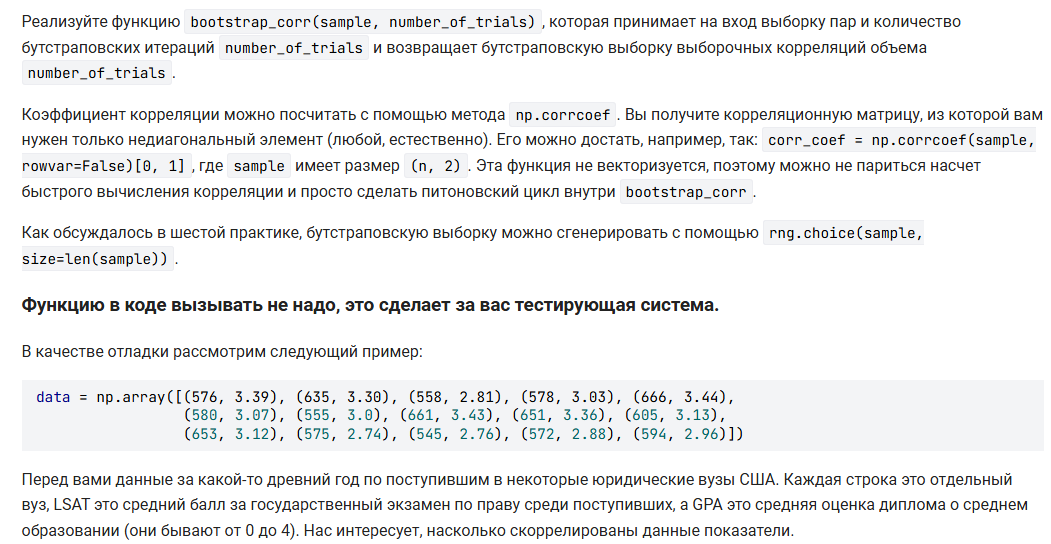 Реализуйте функцию bootstrap_corr(sample, number_of_trials), которая принимает на вход выборку пар и количество
бутстраповских итераций number_of_trials и возвращает бутстраповскую выборку выборочных корреляций объема
number_of_trials.
Коэффициент корреляции можно посчитать с помощью метода np.corrcoef. Вы получите корреляционную матрицу, из которой вам
нужен только недиагональный элемент (любой, естественно). Его можно достать, например, так: corr_coef = np.corrcoef(sample,
rowvar=False)[0, 1], где sample имеет размер (n, 2). Эта функция не векторизуется, поэтому можно не париться насчет
быстрого вычисления корреляции и просто сделать питоновский цикл внутри bootstrap_corr.
Как обсуждалось в шестой практике, бутстраповскую выборку можно сгенерировать с помощью rng.choice(sample,
size=len(sample)).
Функцию в коде вызывать не надо, это сделает за вас тестирующая система.
В качестве отладки рассмотрим следующий пример:
data = np.array([(576, 3.39), (635, 3.30), (558, 2.81), (578, 3.03), (666, 3.44),
(580, 3.07), (555, 3.0), (661, 3.43), (651, 3.36), (605, 3.13),
(653, 3.12), (575, 2.74), (545, 2.76), (572, 2.88), (594, 2.96)])
Перед вами данные за какой-то древний год по поступившим в некоторые юридические вузы США. Каждая строка это отдельный
вуз, LSAT это средний балл за государственный экзамен по праву среди поступивших, а GPA это средняя оценка диплома о среднем
образовании (они бывают от 0 до 4). Нас интересует, насколько скоррелированы данные показатели.